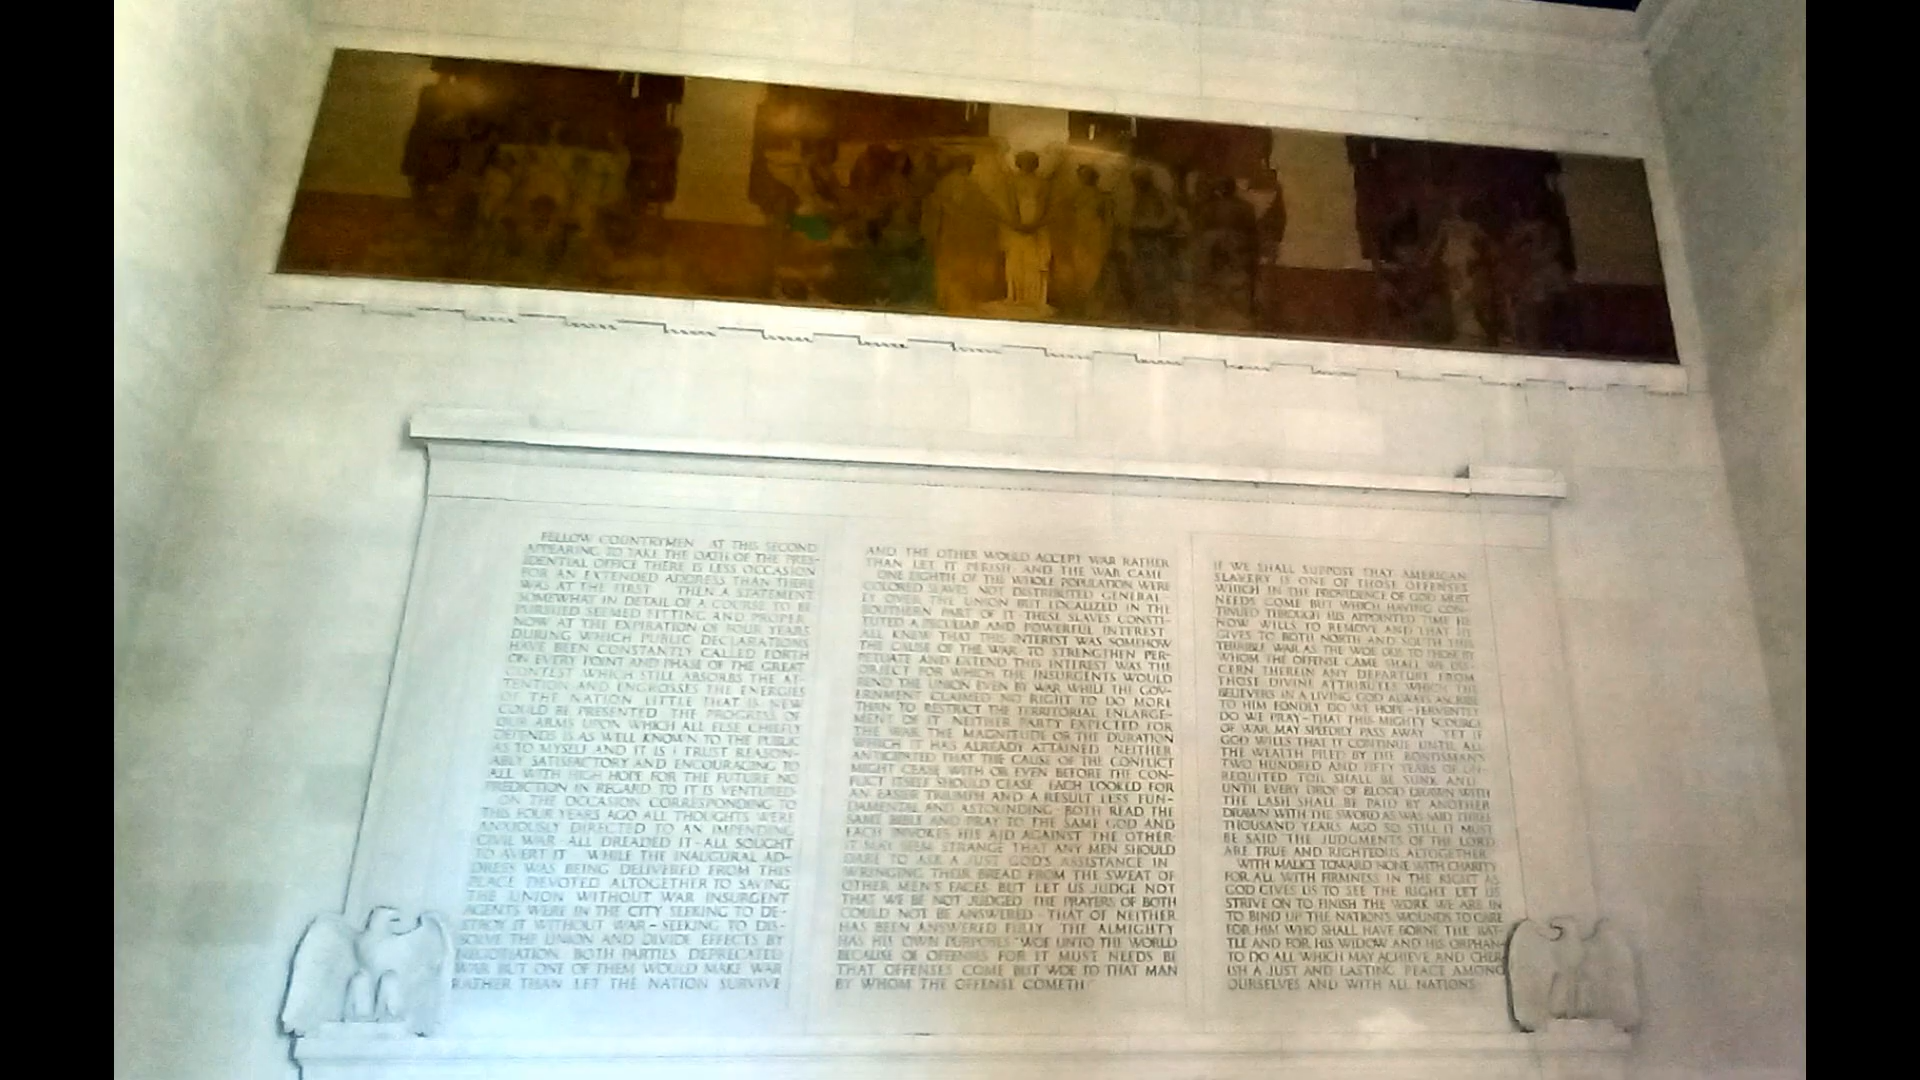 FELLOW COUNTRYMEN AT THIS SECOND
APPEARING TO TAKE THE OATH OF THE PRES-
IDENTIAL OFFICE THERE IS LESS OCCASION
FOR AN EXTENDED ADDRESS THAN THERE
WAS AT THE FIRST THEN A STATEMENT
SOMEWHAT IN DETAIL OF A COURSE TO BE
PURSUED SEEMED FITTING AND PROPER
NOW AT THE EXPIRATION OF FOUR YEARS
DURING WHICH PUBLIC DECLARATIONS
HAVE BEEN CONSTANTLY CALLED FORTH
ON EVERY POINT AND PHASE OF THE GREAT
CONTEST WHICH STILL ABSORBS THE AT-
TENTION AND ENGROSSES THE ENERGIES
OF THE NATION LITTLE THAT IS NEW
COULD BE PRESENTED THE PROGRESS OF
OUR ARMS UPON WHICH ALL ELSE CHIEFLY
DEPENDS IS AS WELL KNOWN TO THE PUBLIC
AS TO MYSELF AND IT IS I TRUST REASON-
ABLY SATISFACTORY AND ENCOURAGING TO
ALL WITH HIGH HOPE FOR THE FUTURE NO
PREDICTION IN REGARD TO IT IS VENTURED
ON THE OCCASION CORRESPONDING TO
THIS FOUR YEARS AGO ALL THOUGHTS WERE
ANXIOUSLY DIRECTED TO AN IMPENDING
CIVIL WAR-ALL DREADED IT-ALL SOUGHT
TO AVERT IT WHILE THE INAUGURAL AD-
DRESS WAS BEING DELIVERED FROM THIS
PLACE DEVOTED ALTOGETHER TO SAVING
THE UNION WITHOUT WAR INSURGENT
AGENTS WERE IN THE CITY SEEKING TO DE-
STROY IT WITHOUT WAR-SEEKING TO DIS-
SOLVE THE UNION AND DIVIDE EFFECTS BY
NEGOTIATION BOTH PARTIES DEPRECATED
WAR BUT ONE OF THEM WOULD MAKE WAR
RATHER THAN LET THE NATION SURVIVE
AND THE OTHER WOULD ACCEPT WAR RATHER
THAN LET IT PERISH AND THE WAR CAME
ONE EIGHTH OF THE WHOLE POPULATION WERE
COLORED SLAVES NOT DISTRIBUTED GENERAL-
LY OVER THE UNION BUT LOCALIZED IN THE
SOUTHERN PART OF IT THESE SLAVES CONSTI-
TUTED A PECULIAR AND POWERFUL INTEREST
ALL KNEW THAT THIS INTEREST WAS SOMEHOW
THE CAUSE OF THE WAR TO STRENGTHEN PER-
PETUATE AND EXTEND THIS INTEREST WAS THE
OBJECT FOR WHICH THE INSURGENTS WOULD
REND THE UNION EVEN BY WAR WHILE THE GOV-
ERNMENT CLAIMED NO RIGHT TO DO MORE
THAN TO RESTRICT THE TERRITORIAL ENLARGE-
MENT OF IT NEITHER PARTY EXPECTED FOR
THE WAR THE MAGNITUDE OR THE DURATION
WHICH IT HAS ALREADY ATTAINED NEITHER
ANTICIPATED THAT THE CAUSE OF THE CONFLICT
MIGHT CEASE WITH OR EVEN BEFORE THE CON-
FLICT ITSELF SHOULD CEASE EACH LOOKED FOR
AN EASIER TRIUMPH AND A RESULT LESS FUN-
DAMENTAL AND ASTOUNDING BOTH READ THE
SAME BIBLE AND PRAY TO THE SAME GOD AND
EACH INVOKES HIS AID AGAINST THE OTHER
IT MAY SEEM STRANGE THAT ANY MEN SHOULD
DARE TO ASK A JUST GOD'S ASSISTANCE IN
WRINGING THEIR BREAD FROM THE SWEAT OF
OTHER MEN'S FACES BUT LET US JUDGE NOT
THAT WE BE NOT JUDGED THE PRAYERS OF BOTH
COULD NOT BE ANSWERED-THAT OF NEITHER
HAS BEEN ANSWERED FULLY THE ALMIGHTY
HAS HIS OWN PURPOSES "WOE UNTO THE WORLD
BECAUSE OF OFFENSES FOR IT MUST NEEDS BE
THAT OFFENSES COME BUT WOE TO THAT MAN
BY WHOM THE OFFENSE COMETH"
IF WE SHALL SUPPOSE THAT AMERICAN
SLAVERY IS ONE OF THOSE OFFENSES
WHICH IN THE PROVIDENCE OF GOD MUST
NEEDS COME BUT WHICH HAVING CON-
TINUED THROUGH HIS APPOINTED TIME HE
NOW WILLS TO REMOVE AND THAT HE
GIVES TO BOTH NORTH AND SOUTH THIS
TERRIBLE WAR AS THE WOE DUE TO THOSE BY
WHOM THE OFFENSE CAME SHALL WE DIS-
CERN THEREIN ANY DEPARTURE FROM
THOSE DIVINE ATTRIBUTES WHICH THE
BELIEVERS IN A LIVING GOD ALWAYS ASCRIBE
TO HIM FONDLY DO WE HOPE-FERVENTLY
DO WE PRAY-THAT THIS MIGHTY SCOURGE
OF WAR MAY SPEEDILY PASS AWAY YET IF
GOD WILLS THAT IT CONTINUE UNTIL ALL
THE WEALTH PILED BY THE BONDSMAN'S
TWO HUNDRED AND FIFTY YEARS OF UN-
REQUITED TOIL SHALL BE SUNK AND
UNTIL EVERY DROP OF BLOOD DRAWN WITH
THE LASH SHALL BE PAID BY ANOTHER
DRAWN WITH THE SWORD AS WAS SAID THREE
THOUSAND YEARS AGO SO STILL IT MUST
BE SAID THE JUDGMENTS OF THE LORD
ARE TRUE AND RIGHTEOUS ALTOGETHER
WITH MALICE TOWARD NONE WITH CHARITY
FOR ALL WITH FIRMNESS IN THE RIGHT AS
GOD GIVES US TO SEE THE RIGHT LET US
STRIVE ON TO FINISH THE WORK WE ARE IN
TO BIND UP THE NATION'S WOUNDS TO CARE
FOR HIM WHO SHALL HAVE BORNE THE BAT-
TLE AND FOR HIS WIDOW AND HIS ORPHAN-
TO DO ALL WHICH MAY ACHIEVE AND CHER-
ISH A JUST AND LASTING PEACE AMONG
OURSELVES AND WITH ALL NATIONS